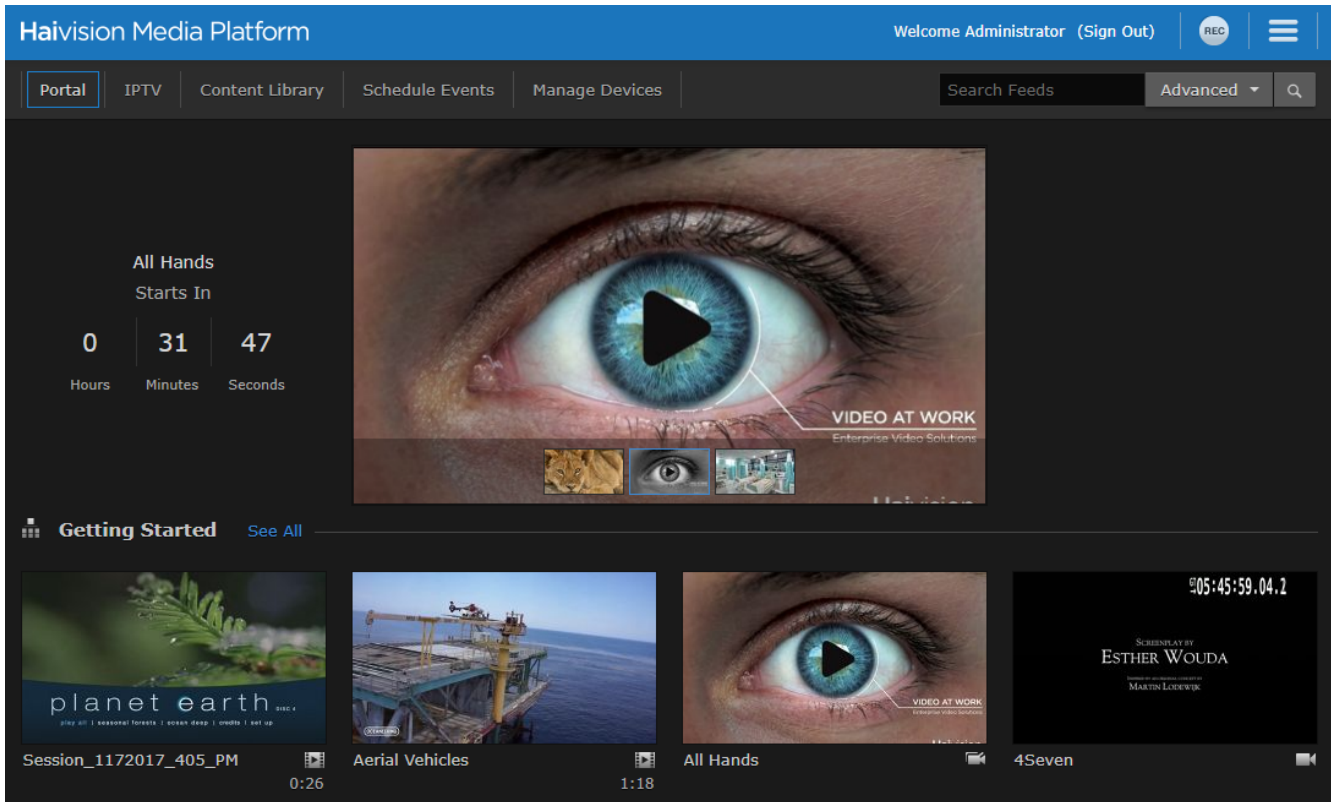 Haivision Media Platform
Welcome Administrator (Sign Out)
REC
Portal
IPTV
Content Library
Schedule Events
Manage Devices
Search Feeds
Advanced
All Hands
Starts In
0 31 47
Hours Minutes Seconds
VIDEO AT WORK
Enterprise Video Solutions
Haivision
Getting Started See All
planet earth DISC 4
play all | seasonal forests | ocean deep | credits | set up
OCEANEERING
VIDEO AT WORK
Enterprise Video Solutions
05:45:59.04.2
SCREENPLAY BY
ESTHER WOUDA
MARTIN LODEWIJK
Session_1172017_405_PM
0:26
Aerial Vehicles
1:18
All Hands
4Seven